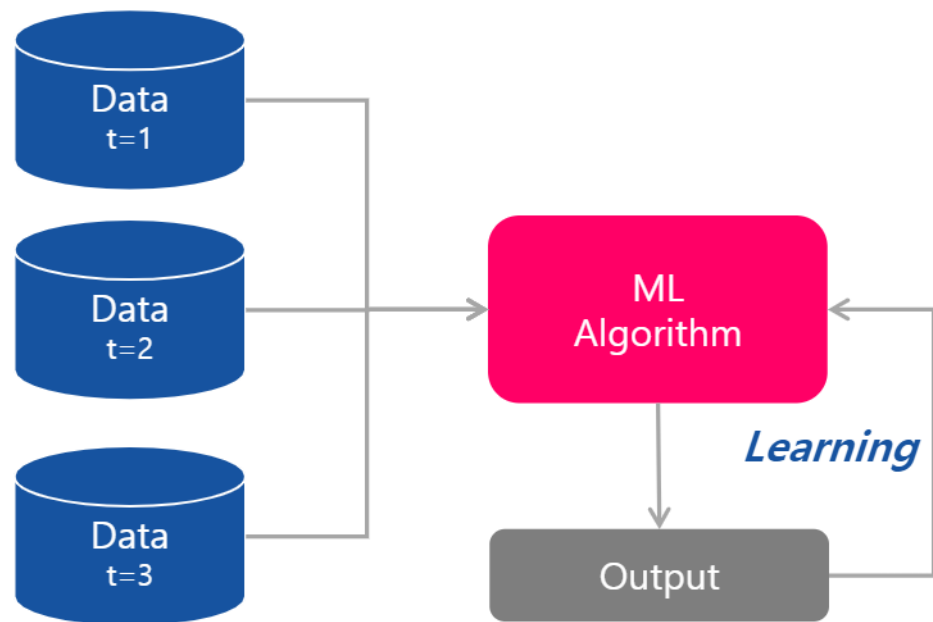 Data
t=1
Data
t=2
Data
t=3
ML
Algorithm
Learning
Output